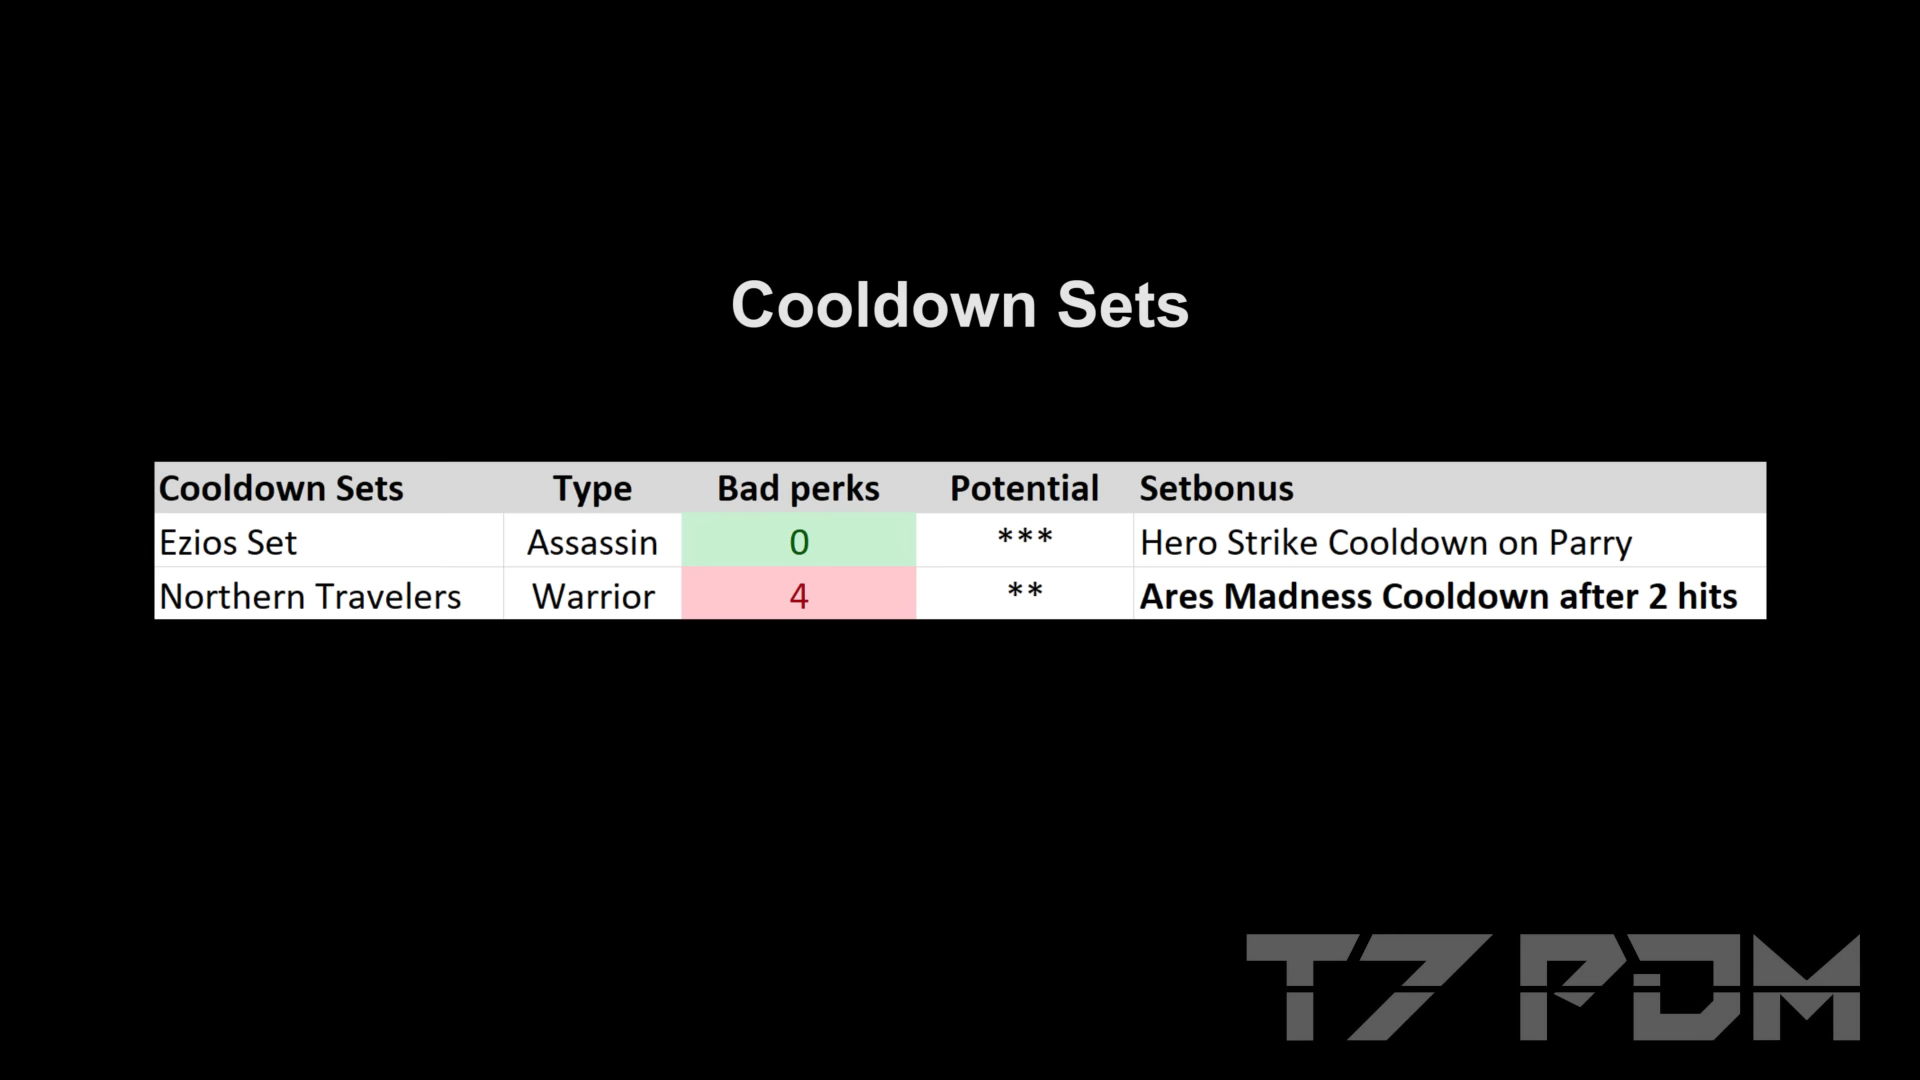 Cooldown Sets
Cooldown Sets Type Bad perks Potential Setbonus
Ezios Set Assassin 0 *** Hero Strike Cooldown on Parry
Northern Travelers Warrior 4 ** Ares Madness Cooldown after 2 hits
T7 PDM